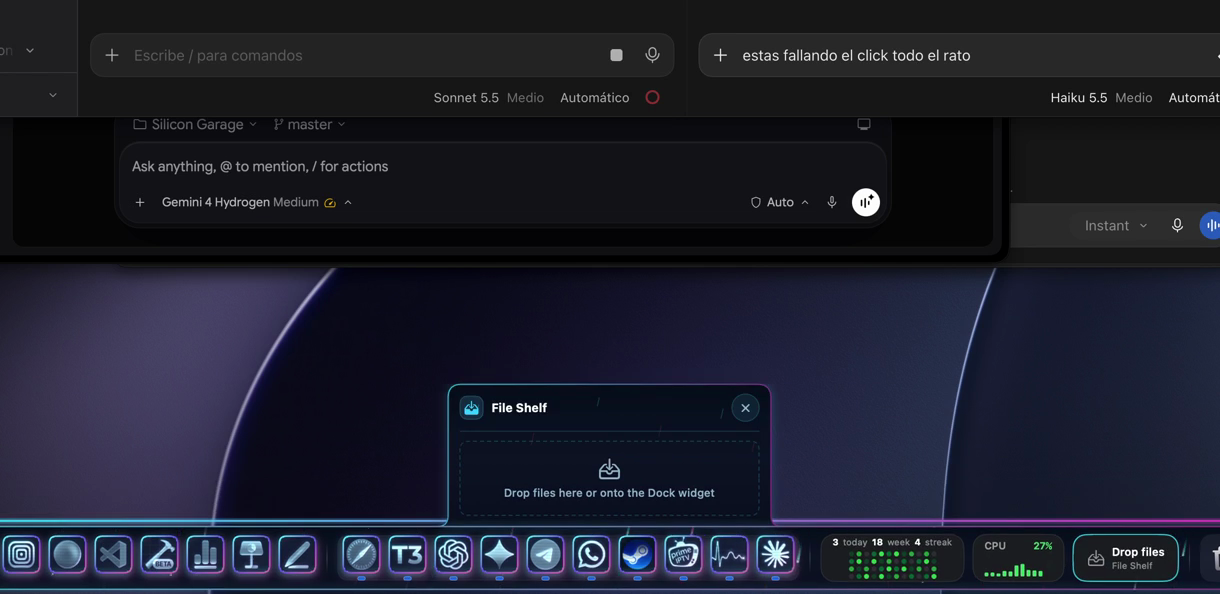 Escribe / para comandos
Sonnet 5.5 Medio Automático
estas fallando el click todo el rato
Haiku 5.5 Medio
Silicon Garage
master
Ask anything, @ to mention, / for actions
Gemini 4 Hydrogen Medium
Auto
Instant
File Shelf
Drop files here or onto the Dock widget
BETA
T3
prime
IPTV
3 today 18 week 4 streak
CPU 27%
Drop files
File Shelf